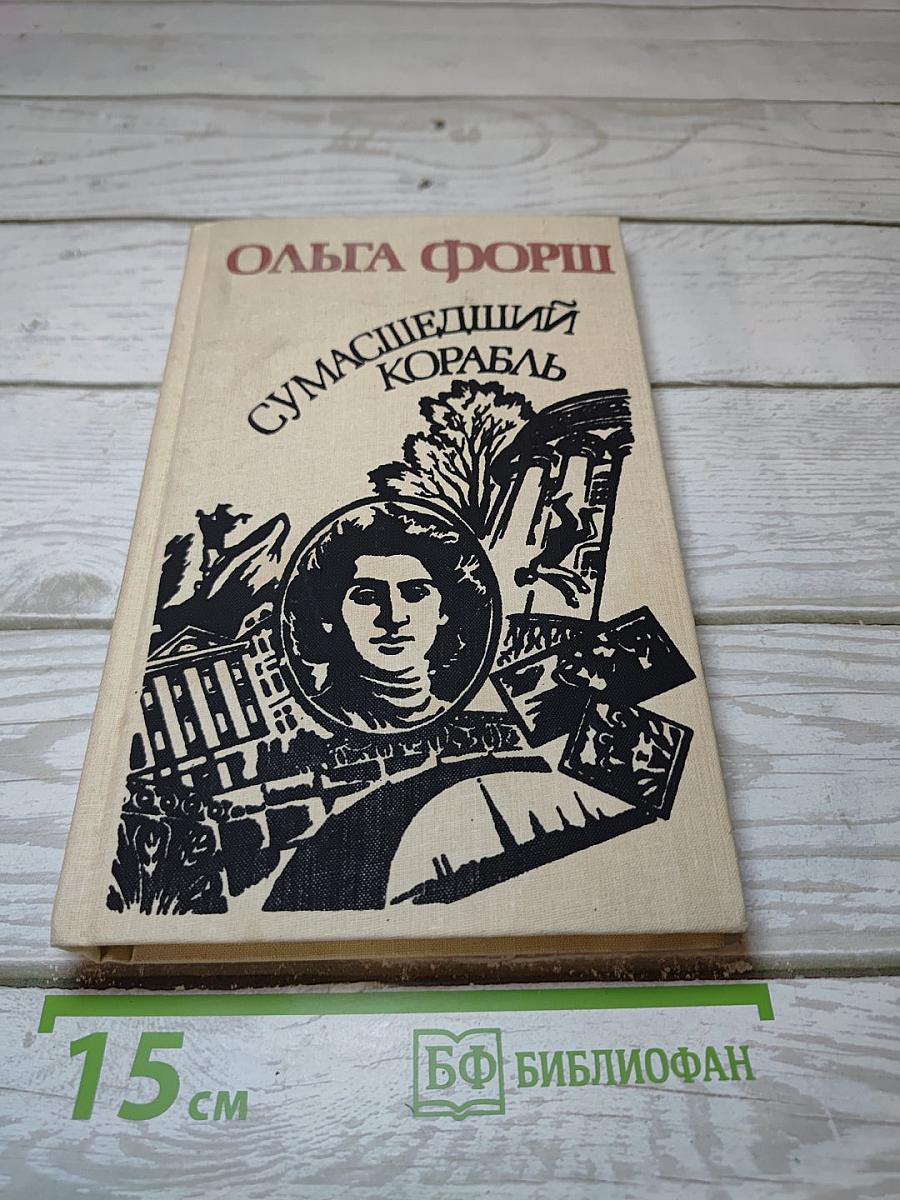 ОЛЬГА ФОРШ
СУМАСШЕДШИЙ
КОРАБЛЬ
15 см
БФ БИБЛИОФАН